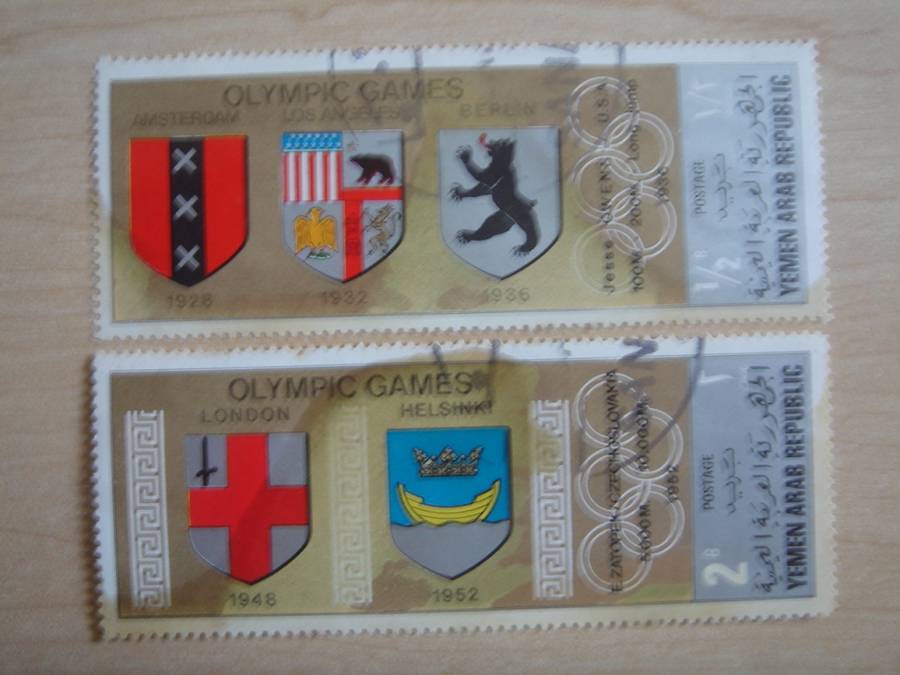 OLYMPIC GAMES
AMSTERDAM LOS ANGELES BERLIN
1928 1932 1936
Jesse OWENS U.S.A
100M 200M Long Jump
1936
1/2 B POSTAGE بريد
الجمهورية العربية اليمنية
YEMEN ARAB REPUBLIC
OLYMPIC GAMES
LONDON HELSINKI
1948 1952
E.ZATOPEK-CZECHOSLOVAKIA
5000M 10.000M.
1952
2 B POSTAGE بريد ٢
الجمهورية العربية اليمنية
YEMEN ARAB REPUBLIC